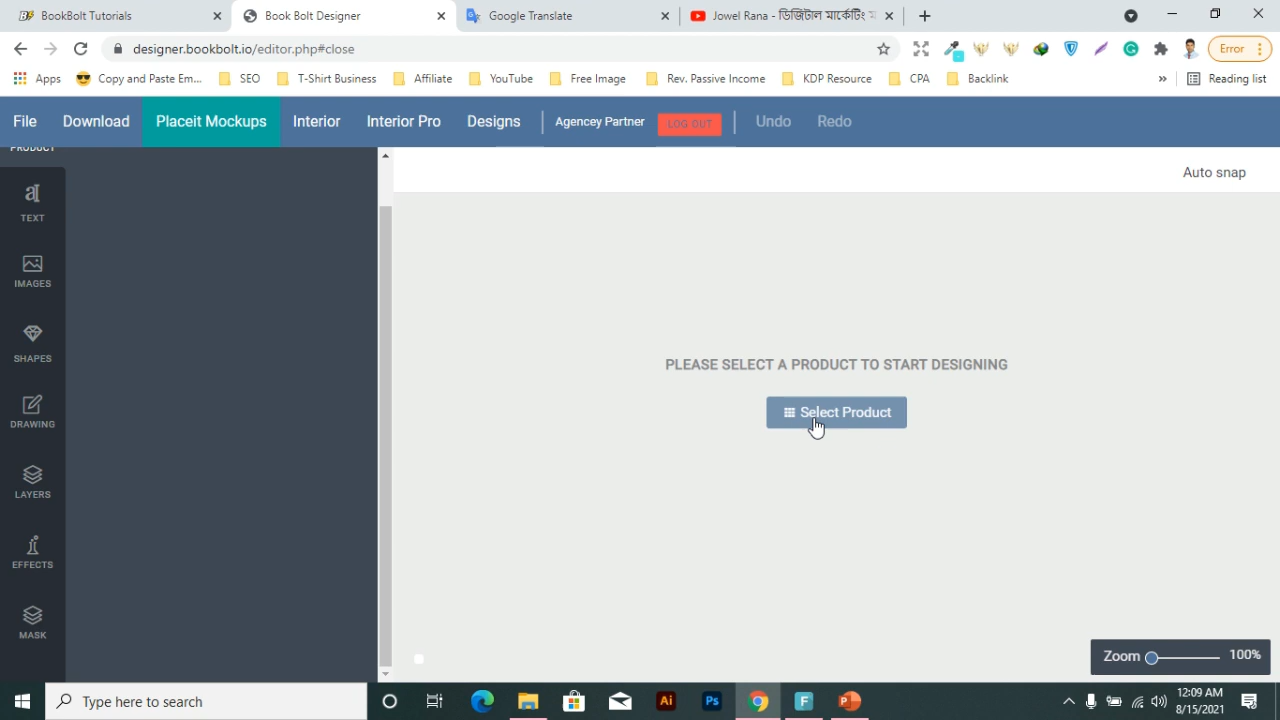 BookBolt Tutorials
Book Bolt Designer
Google Translate
Jowel Rana - ডিজিটাল মার্কেটিং ম
designer.bookbolt.io/editor.php#close
Error
Apps
Copy and Paste Em...
SEO
T-Shirt Business
Affiliate
YouTube
Free Image
Rev. Passive Income
KDP Resource
CPA
Backlink
»
Reading list
File
Download
Placeit Mockups
Interior
Interior Pro
Designs
Agencey Partner
LOG OUT
Undo
Redo
PRODUCT
Auto snap
TEXT
IMAGES
SHAPES
DRAWING
LAYERS
EFFECTS
MASK
PLEASE SELECT A PRODUCT TO START DESIGNING
Select Product
Zoom
100%
Type here to search
Ai
Ps
F
12:09 AM
8/15/2021